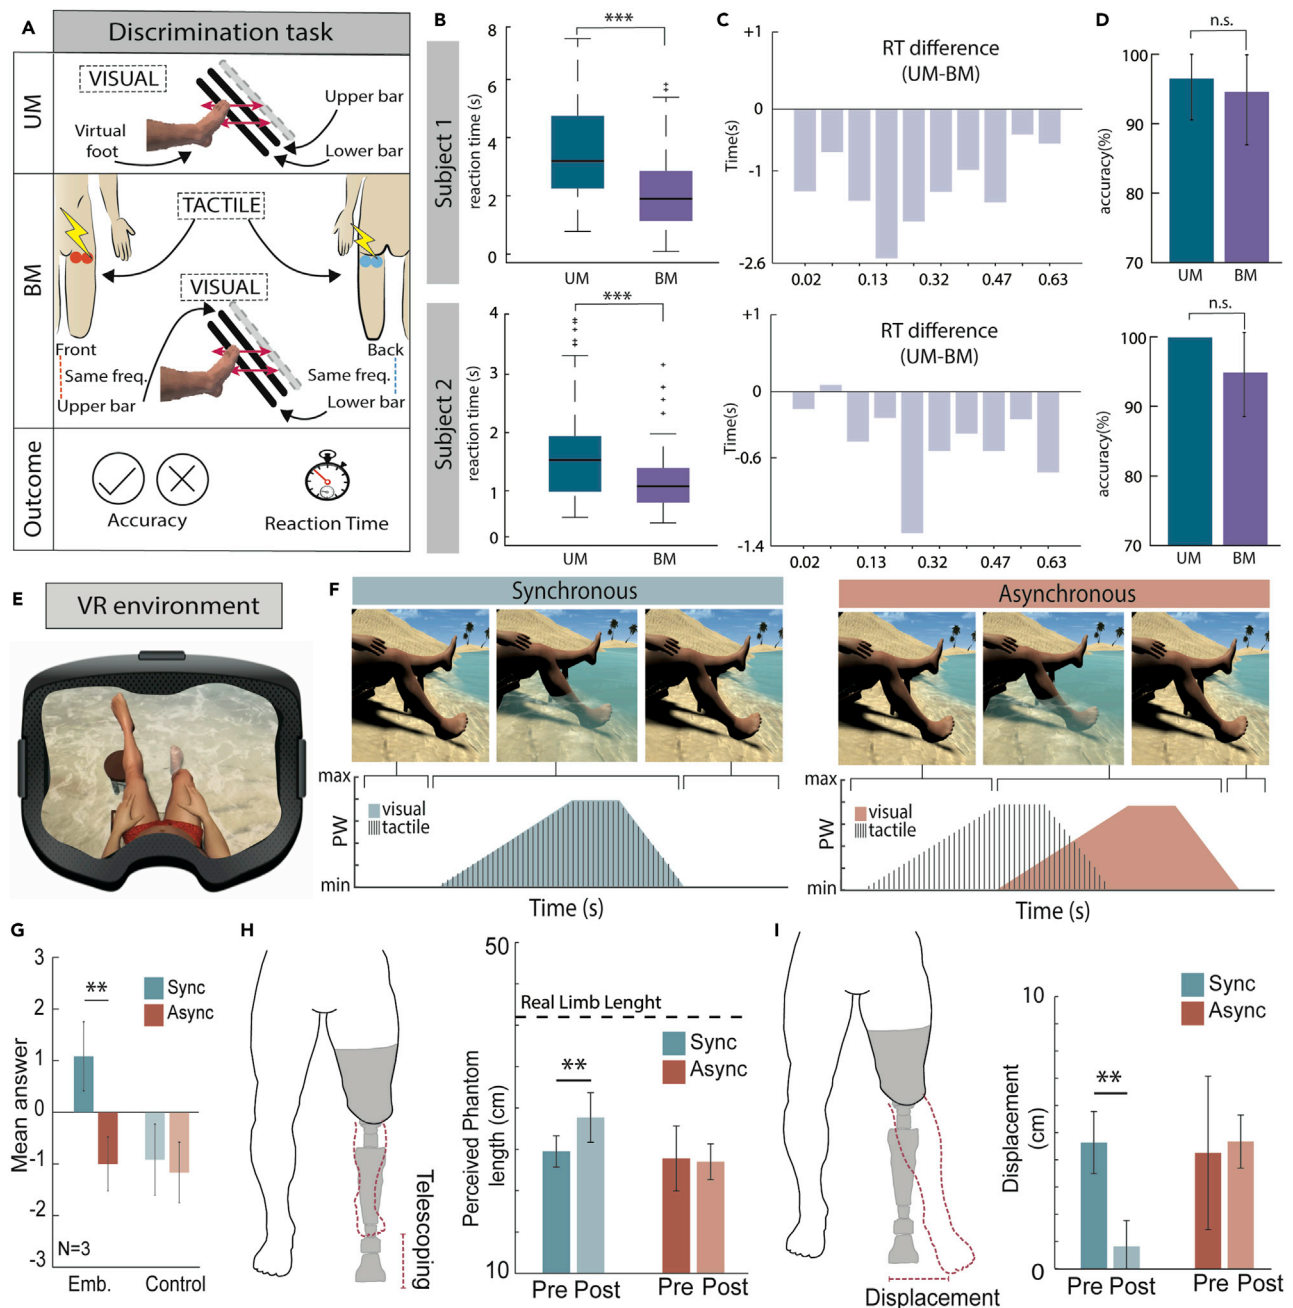 A
Discrimination task
UM
VISUAL
Virtual
foot
Upper bar
Lower bar
BM
TACTILE
VISUAL
Front
Same freq.
Upper bar
Back
Same freq.
Lower bar
Outcome
Accuracy
Reaction Time
B
Subject 1
reaction time (s)
8
6
4
2
0
***
UM
BM
Subject 2
reaction time (s)
4
3
2
1
0
***
UM
BM
C
RT difference
(UM-BM)
Time(s)
+1
0
-1
-2.6
0.02
0.13
0.32
0.47
0.63
RT difference
(UM-BM)
Time(s)
+1
0
-0.6
-1.4
0.02
0.13
0.32
0.47
0.63
D
n.s.
accuracy(%)
100
90
80
70
UM
BM
n.s.
accuracy(%)
100
90
80
70
UM
BM
E
VR environment
F
Synchronous
max
PW
min
visual
tactile
Time (s)
Asynchronous
max
PW
min
visual
tactile
Time (s)
G
Mean answer
3
2
1
0
-1
-2
-3
Sync
Async
**
N=3
Emb.
Control
H
Telescoping
50
Real Limb Lenght
Perceived Phantom
length (cm)
Sync
Async
**
10
Pre Post
Pre Post
I
Displacement
10
Displacement
(cm)
Sync
Async
**
0
Pre Post
Pre Post